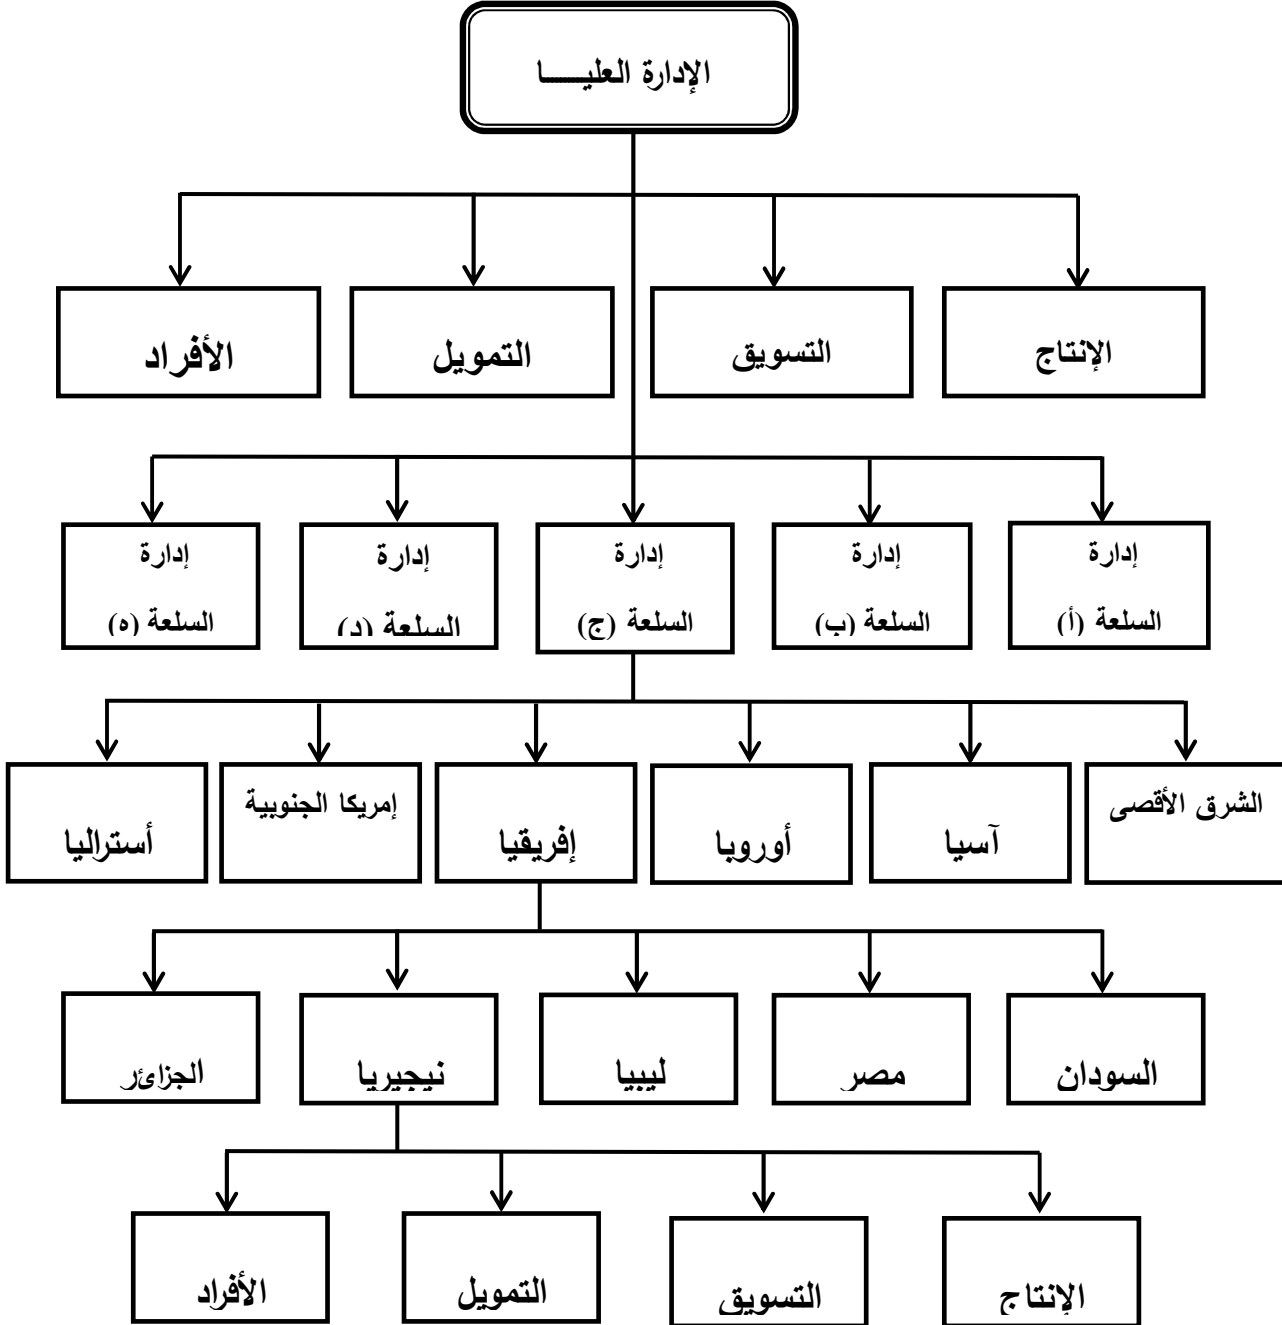 الإدارة العليــــا
الإنتاج
التسويق
التمويل
الأفراد
إدارة
السلعة (أ)
إدارة
السلعة (ب)
إدارة
السلعة (ج)
إدارة
السلعة (د)
إدارة
السلعة (ه)
الشرق الأقصى
آسيا
أوروبا
إفريقيا
إمريكا الجنوبية
أستراليا
السودان
مصر
ليبيا
نيجيريا
الجزائر
الإنتاج
التسويق
التمويل
الأفراد